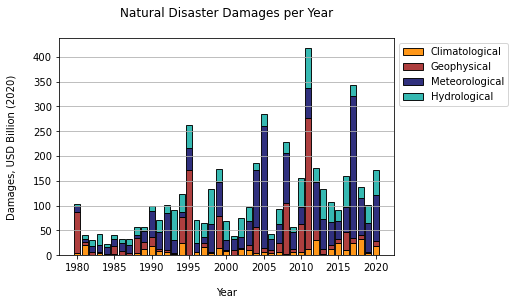 Natural Disaster Damages per Year
Damages, USD Billion (2020)
400
350
300
250
200
150
100
50
0
1980 1985 1990 1995 2000 2005 2010 2015 2020
Year
Climatological
Geophysical
Meteorological
Hydrological